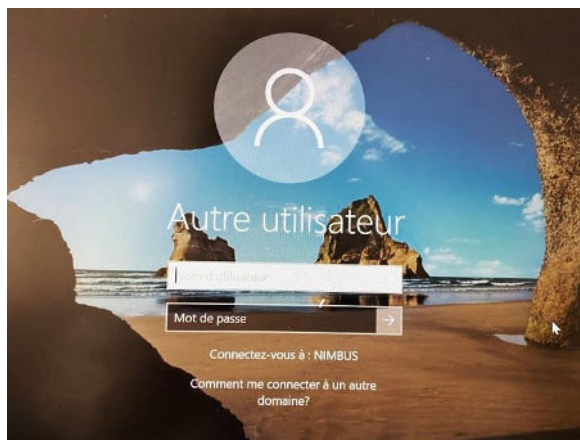 Autre utilisateur
Nom d'utilisateur
Mot de passe
Connectez-vous à : NIMBUS
Comment me connecter à un autre
domaine?